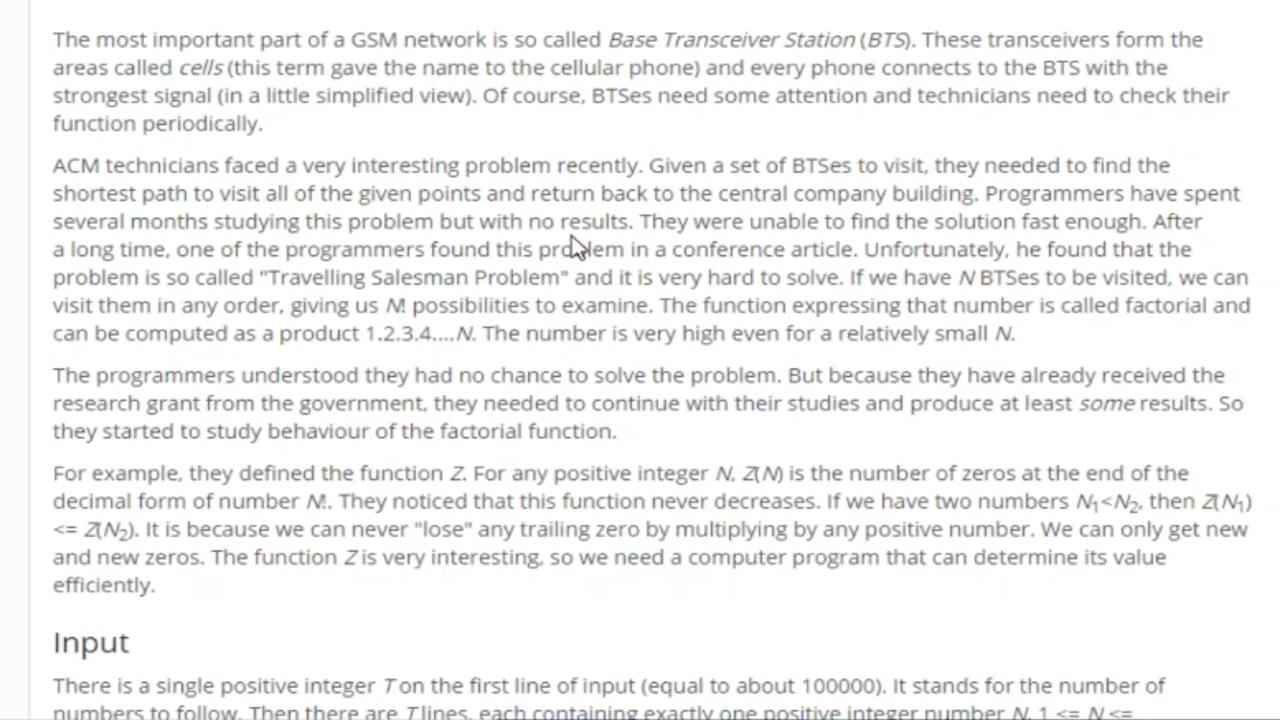 The most important part of a GSM network is so called Base Transceiver Station (BTS). These transceivers form the
areas called cells (this term gave the name to the cellular phone) and every phone connects to the BTS with the
strongest signal (in a little simplified view). Of course, BTSes need some attention and technicians need to check their
function periodically.
ACM technicians faced a very interesting problem recently. Given a set of BTSes to visit, they needed to find the
shortest path to visit all of the given points and return back to the central company building. Programmers have spent
several months studying this problem but with no results. They were unable to find the solution fast enough. After
a long time, one of the programmers found this problem in a conference article. Unfortunately, he found that the
problem is so called "Travelling Salesman Problem" and it is very hard to solve. If we have N BTSes to be visited, we can
visit them in any order, giving us N! possibilities to examine. The function expressing that number is called factorial and
can be computed as a product 1.2.3.4....N. The number is very high even for a relatively small N.
The programmers understood they had no chance to solve the problem. But because they have already received the
research grant from the government, they needed to continue with their studies and produce at least some results. So
they started to study behaviour of the factorial function.
For example, they defined the function Z. For any positive integer N, Z(N) is the number of zeros at the end of the
decimal form of number N!. They noticed that this function never decreases. If we have two numbers N₁<N₂, then Z(N₁)
<= Z(N₂). It is because we can never "lose" any trailing zero by multiplying by any positive number. We can only get new
and new zeros. The function Z is very interesting, so we need a computer program that can determine its value
efficiently.
Input
There is a single positive integer T on the first line of input (equal to about 100000). It stands for the number of
numbers to follow. Then there are T lines, each containing exactly one positive integer number N, 1 <= N <=